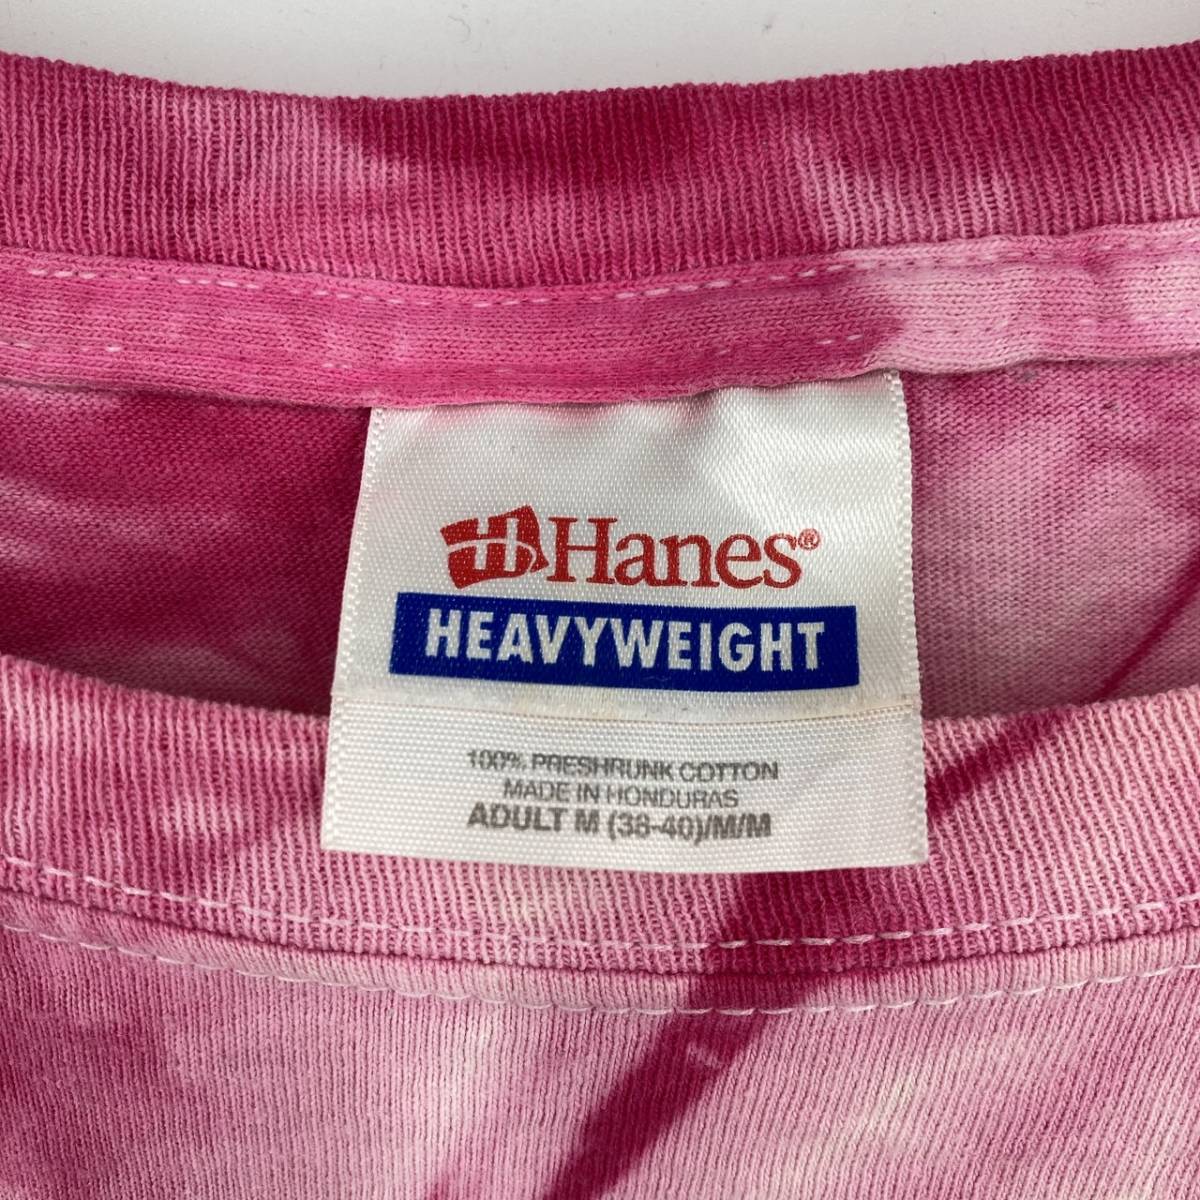 Hanes®
HEAVYWEIGHT
100% PRESHRUNK COTTON
MADE IN HONDURAS
ADULT M (38-40)/M/M